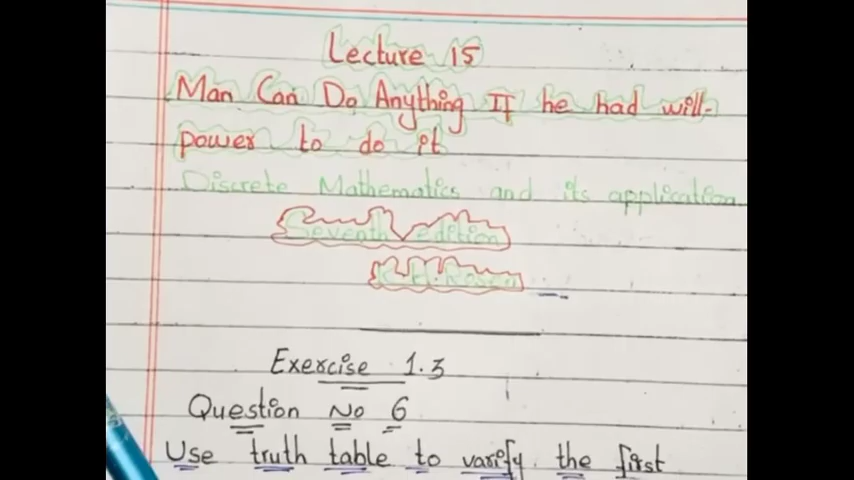 Lecture 15
Man Can Do Anything If he had will-
power to do it
Discrete Mathematics and its application
Seventh edition
K.H.Rosen
Exercise 1.3
Question No 6
Use truth table to varify the first